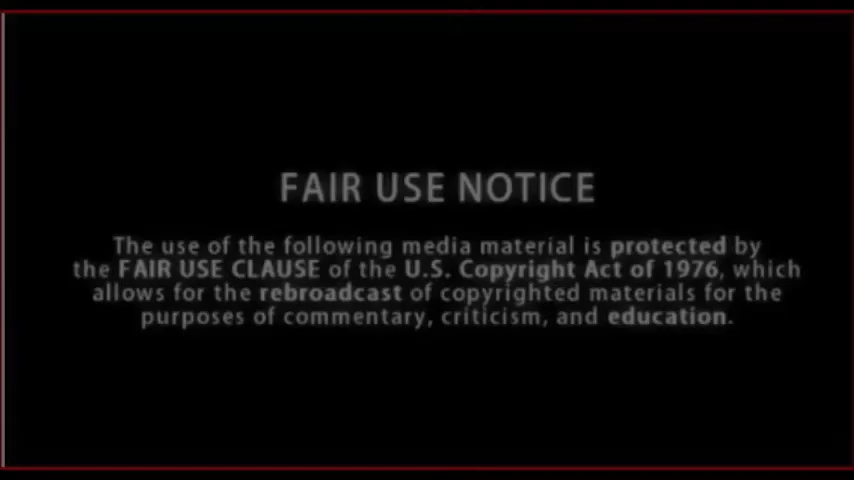 FAIR USE NOTICE
The use of the following media material is protected by
the FAIR USE CLAUSE of the U.S. Copyright Act of 1976, which
allows for the rebroadcast of copyrighted materials for the
purposes of commentary, criticism, and education.